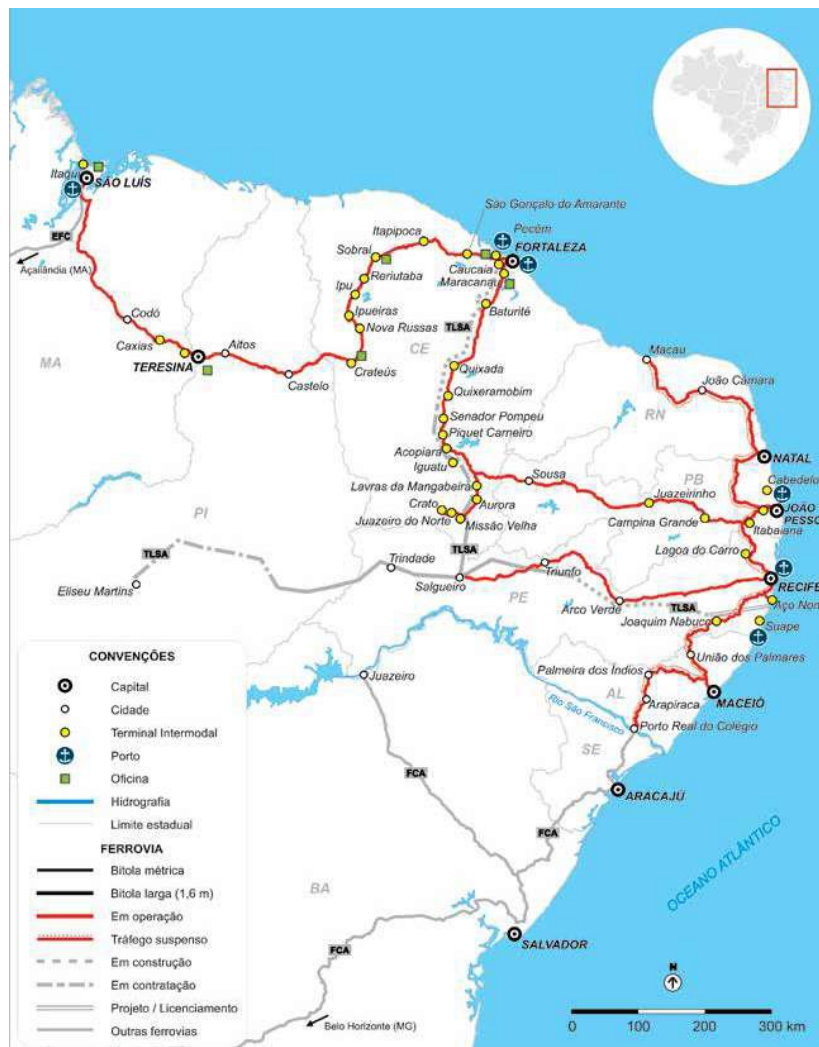 Itaqui
SÃO LUÍS
EFC
Açailândia (MA)
Codó
Caxias
TERESINA
Altos
Castelo
MA
PI
CE
São Gonçalo do Amarante
Pecém
FORTALEZA
Itapipoca
Sobral
Caucaia
Maracanaú
Reriutaba
Ipu
Ipueiras
Nova Russas
Crateús
Baturité
TLSA
Quixada
Quixeramobim
Senador Pompeu
Piquet Carneiro
Acopiara
Iguatu
Lavras da Mangabeira
Aurora
Crato
Juazeiro do Norte
Missão Velha
Sousa
Macau
João Câmara
RN
NATAL
PB
Cabedelo
Juazeirinho
JOÃO
PESSO
Campina Grande
Itabaiana
Lagoa do Carro
TLSA
TLSA
Trindade
Triunfo
RECIFE
Eliseu Martins
Salgueiro
PE
Arco Verde
TLSA
Aço Nor
Joaquim Nabuco
Suape
União dos Palmares
Juazeiro
Palmeira dos Índios
AL
MACEIÓ
Arapiraca
Rio São Francisco
Porto Real do Colégio
SE
FCA
ARACAJÚ
FCA
BA
OCEANO ATLÂNTICO
SALVADOR
FCA
Belo Horizonte (MG)
CONVENÇÕES
Capital
Cidade
Terminal Intermodal
Porto
Oficina
Hidrografia
Limite estadual
FERROVIA
Bitola métrica
Bitola larga (1,6 m)
Em operação
Tráfego suspenso
Em construção
Em contratação
Projeto / Licenciamento
Outras ferrovias
N
0 100 200 300 km